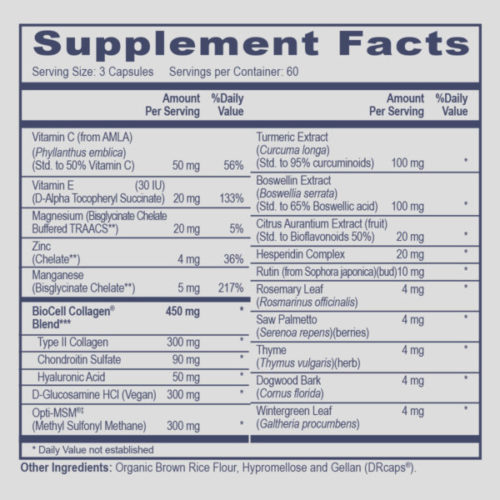 Supplement Facts
Serving Size: 3 Capsules Servings per Container: 60
Amount Per Serving %Daily Value
Vitamin C (from AMLA)
(Phyllanthus emblica)
(Std. to 50% Vitamin C) 50 mg 56%
Vitamin E (30 IU)
(D-Alpha Tocopheryl Succinate) 20 mg 133%
Magnesium (Bisglycinate Chelate
Buffered TRAACS**) 20 mg 5%
Zinc
(Chelate**) 4 mg 36%
Manganese
(Bisglycinate Chelate**) 5 mg 217%
BioCell Collagen® 450 mg *
Blend***
Type II Collagen 300 mg *
Chondroitin Sulfate 90 mg *
Hyaluronic Acid 50 mg *
D-Glucosamine HCl (Vegan) 300 mg *
Opti-MSM®‡
(Methyl Sulfonyl Methane) 300 mg *
Amount Per Serving %Daily Value
Turmeric Extract
(Curcuma longa)
(Std. to 95% curcuminoids) 100 mg *
Boswellin Extract
(Boswellia serrata)
(Std. to 65% Boswellic acid) 100 mg *
Citrus Aurantium Extract (fruit)
(Std. to Bioflavonoids 50%) 20 mg *
Hesperidin Complex 20 mg *
Rutin (from Sophora japonica)(bud)10 mg *
Rosemary Leaf 4 mg *
(Rosmarinus officinalis)
Saw Palmetto 4 mg *
(Serenoa repens)(berries)
Thyme 4 mg *
(Thymus vulgaris)(herb)
Dogwood Bark 4 mg *
(Cornus florida)
Wintergreen Leaf 4 mg *
(Galtheria procumbens)
* Daily Value not established
Other Ingredients: Organic Brown Rice Flour, Hypromellose and Gellan (DRcaps®).